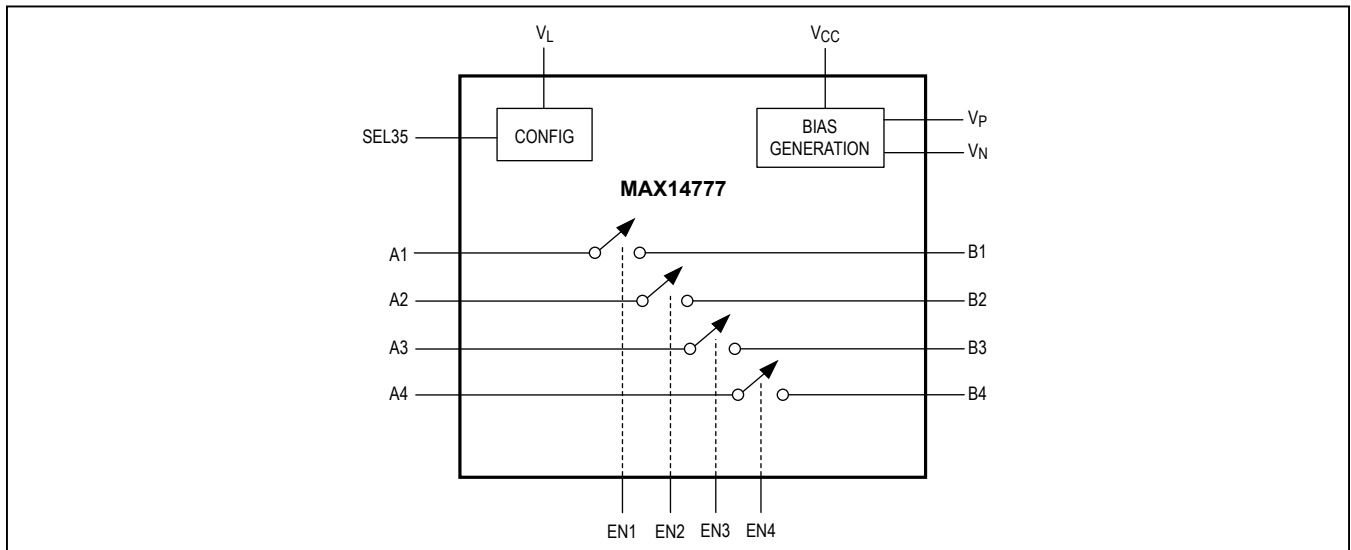 VL
VCC
SEL35
CONFIG
BIAS
GENERATION
VP
VN
MAX14777
A1
B1
A2
B2
A3
B3
A4
B4
EN1 EN2 EN3 EN4